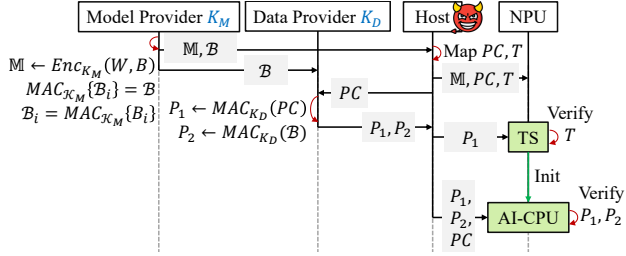 Model Provider K_M
Data Provider K_D
Host
NPU
𝕄, ℬ
Map PC, T
𝕄 ← Enc_{K_M}(W, B)
ℬ
𝕄, PC, T
MAC_{𝒦_M}{ℬ_i} = ℬ
PC
ℬ_i = MAC_{𝒦_M}{B_i}
P_1 ← MAC_{K_D}(PC)
P_2 ← MAC_{K_D}(ℬ)
P_1, P_2
P_1
TS
Verify
T
Init
P_1,
P_2,
PC
AI-CPU
Verify
P_1, P_2